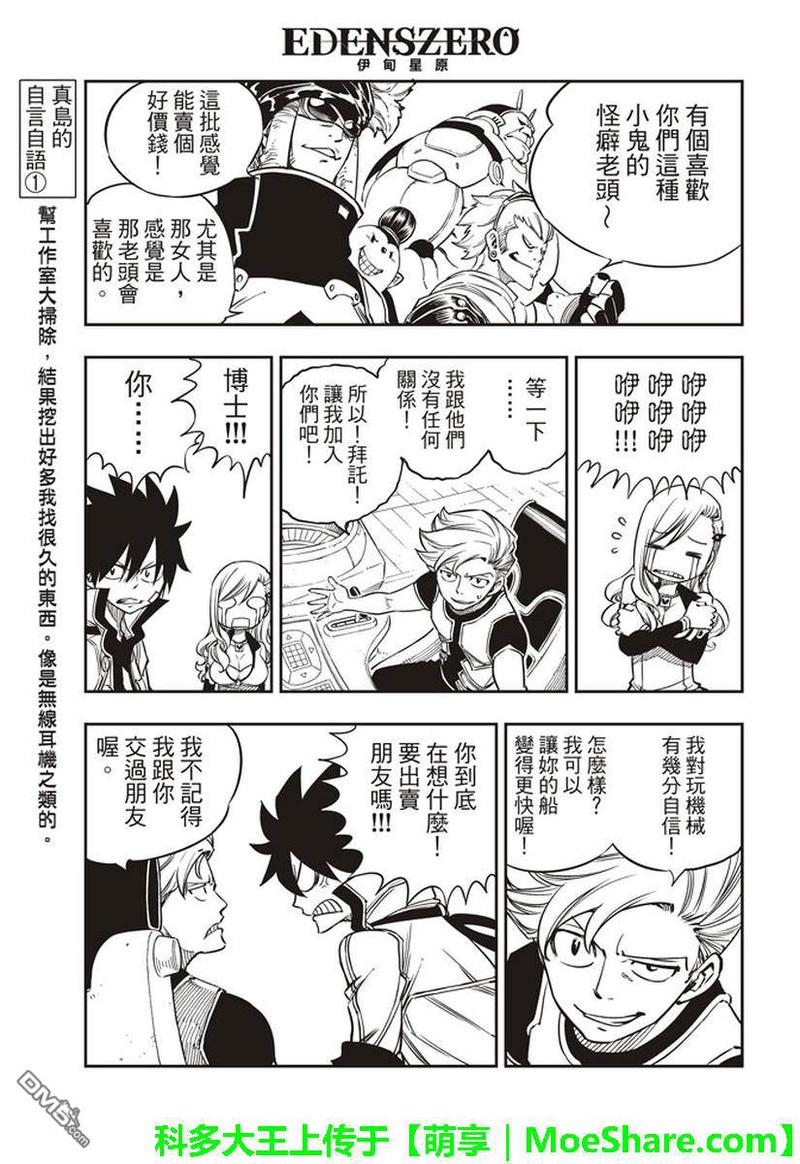 EDENSZERO
伊甸星原
真島的
自言自語①
幫工作室大掃除，結果挖出好多我找很久的東西。像是無線耳機之類的。
有個喜歡
你們這種
小鬼的
怪癖老頭～
這批感覺
能賣個
好價錢！
尤其是
那女人，
感覺是
那老頭會
喜歡的。
咿咿咿
咿咿咿
咿咿!!!
等一下
……
我跟他們
沒有任何
關係！
所以！拜託！
讓我加入
你們吧！
博士!!!
你……
我對玩機械
有幾分自信！
怎麼樣？
我可以
讓妳的船
變得更快喔！
你到底
在想什麼！
要出賣
朋友嗎!!!
我不記得
我跟你
交過朋友
喔。
DM5.com
科多大王上传于【萌享｜MoeShare.com】